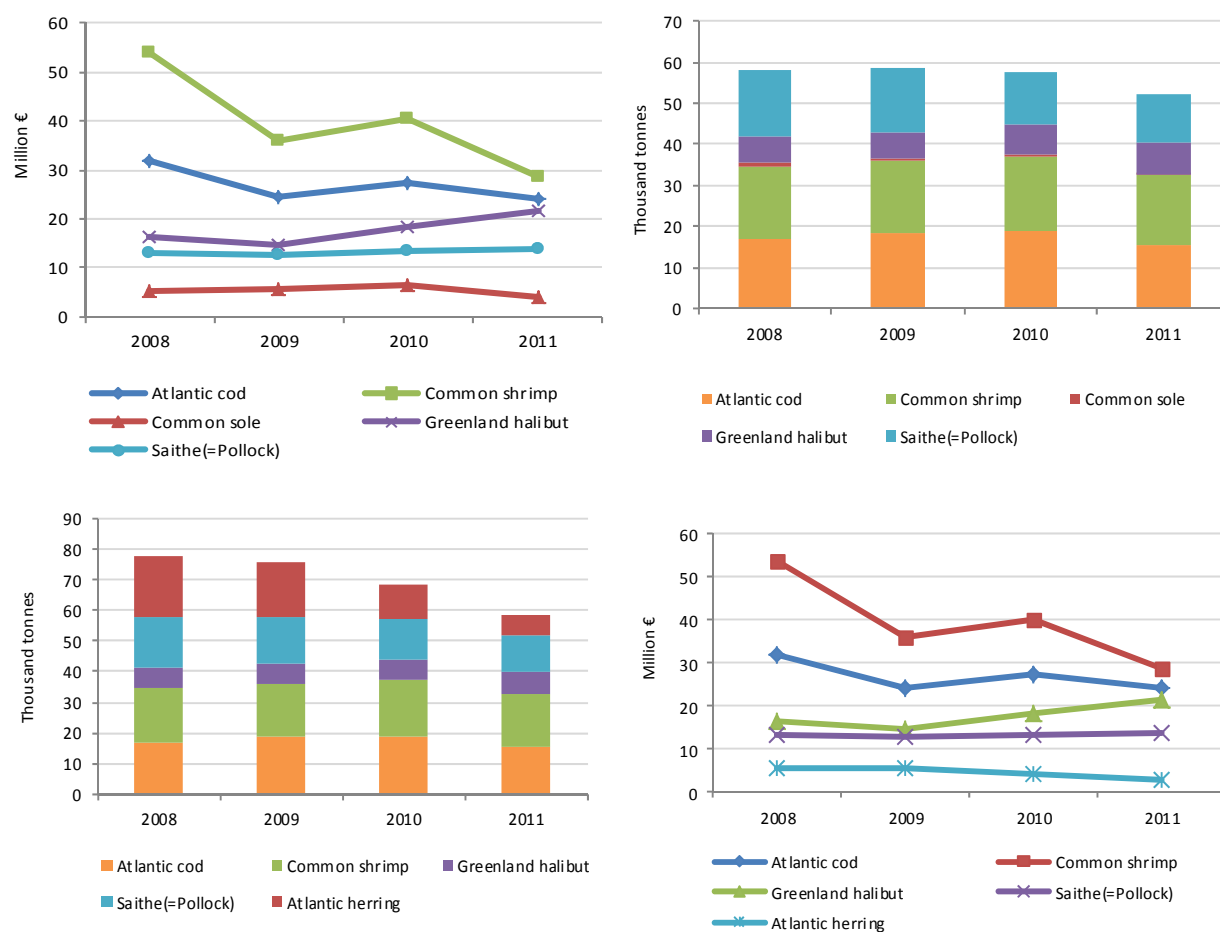 Million €
60
50
40
30
20
10
0
2008 2009 2010 2011
Atlantic cod Common shrimp
Common sole Greenland halibut
Saithe(=Pollock)
Thousand tonnes
70
60
50
40
30
20
10
0
2008 2009 2010 2011
Atlantic cod Common shrimp Common sole
Greenland halibut Saithe(=Pollock)
Thousand tonnes
90
80
70
60
50
40
30
20
10
0
2008 2009 2010 2011
Atlantic cod Common shrimp Greenland halibut
Saithe(=Pollock) Atlantic herring
Million €
60
50
40
30
20
10
0
2008 2009 2010 2011
Atlantic cod Common shrimp
Greenland halibut Saithe(=Pollock)
Atlantic herring